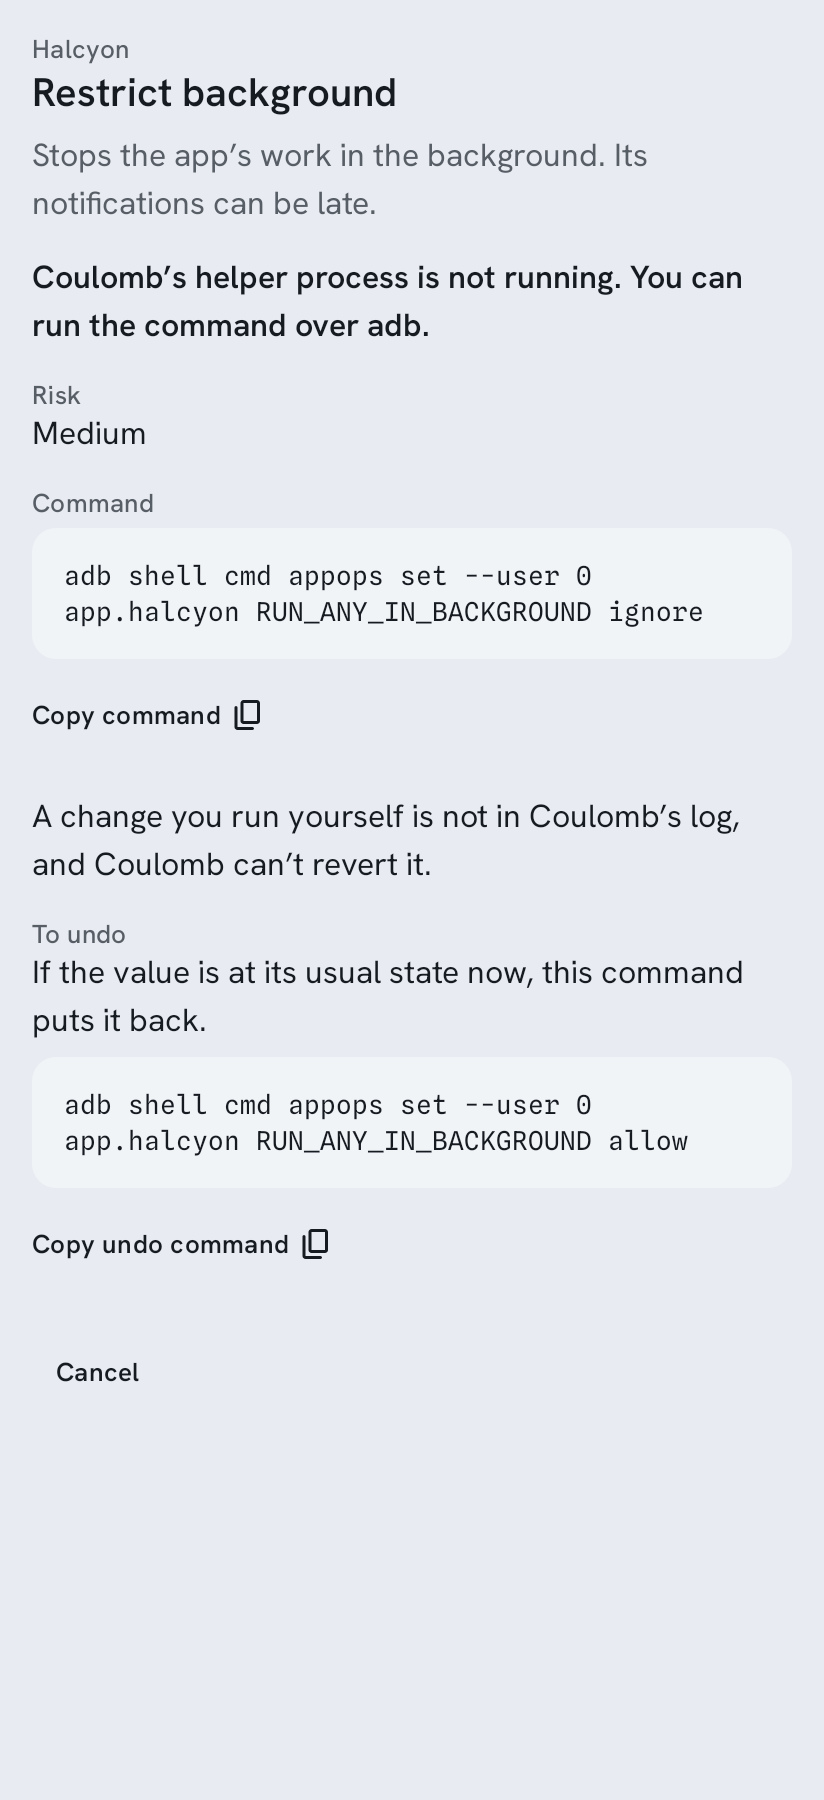 Halcyon
Restrict background
Stops the app’s work in the background. Its
notifications can be late.
Coulomb’s helper process is not running. You can
run the command over adb.
Risk
Medium
Command
adb shell cmd appops set --user 0
app.halcyon RUN_ANY_IN_BACKGROUND ignore
Copy command
A change you run yourself is not in Coulomb’s log,
and Coulomb can’t revert it.
To undo
If the value is at its usual state now, this command
puts it back.
adb shell cmd appops set --user 0
app.halcyon RUN_ANY_IN_BACKGROUND allow
Copy undo command
Cancel